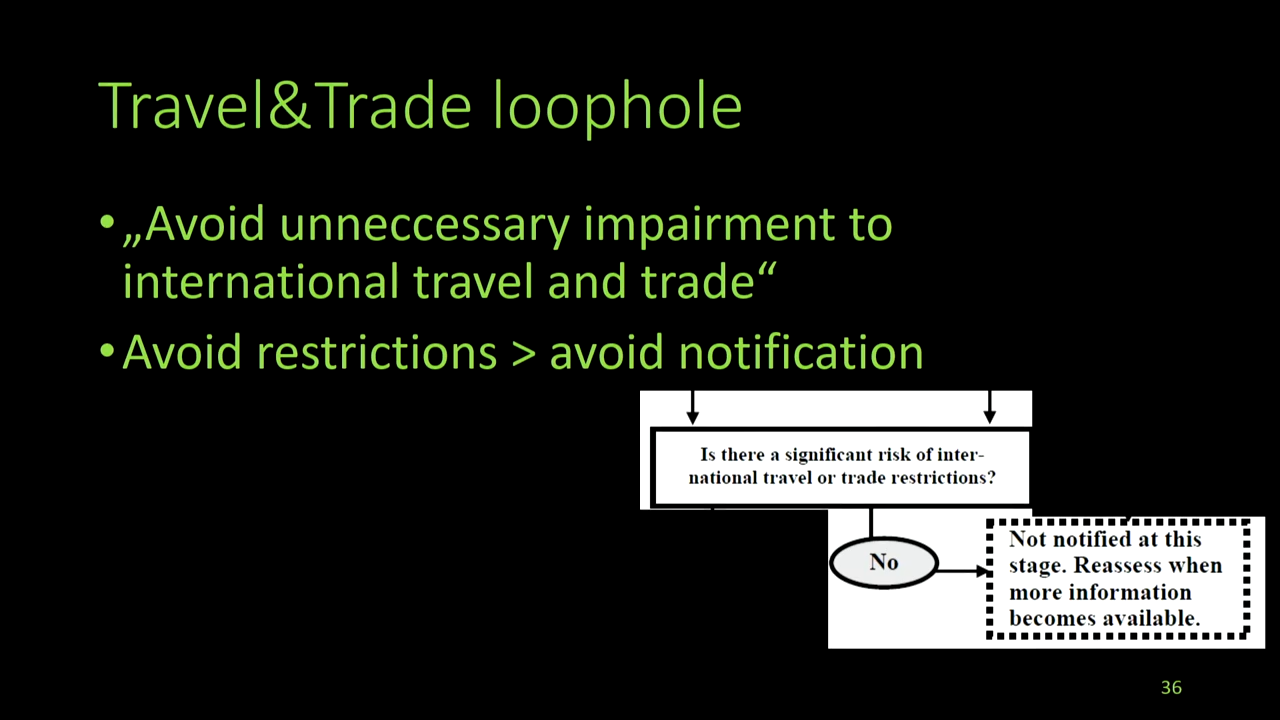 Travel&Trade loophole
•„Avoid unneccessary impairment to
international travel and trade“
•Avoid restrictions > avoid notification
Is there a significant risk of inter-
national travel or trade restrictions?
No
Not notified at this
stage. Reassess when
more information
becomes available.
36